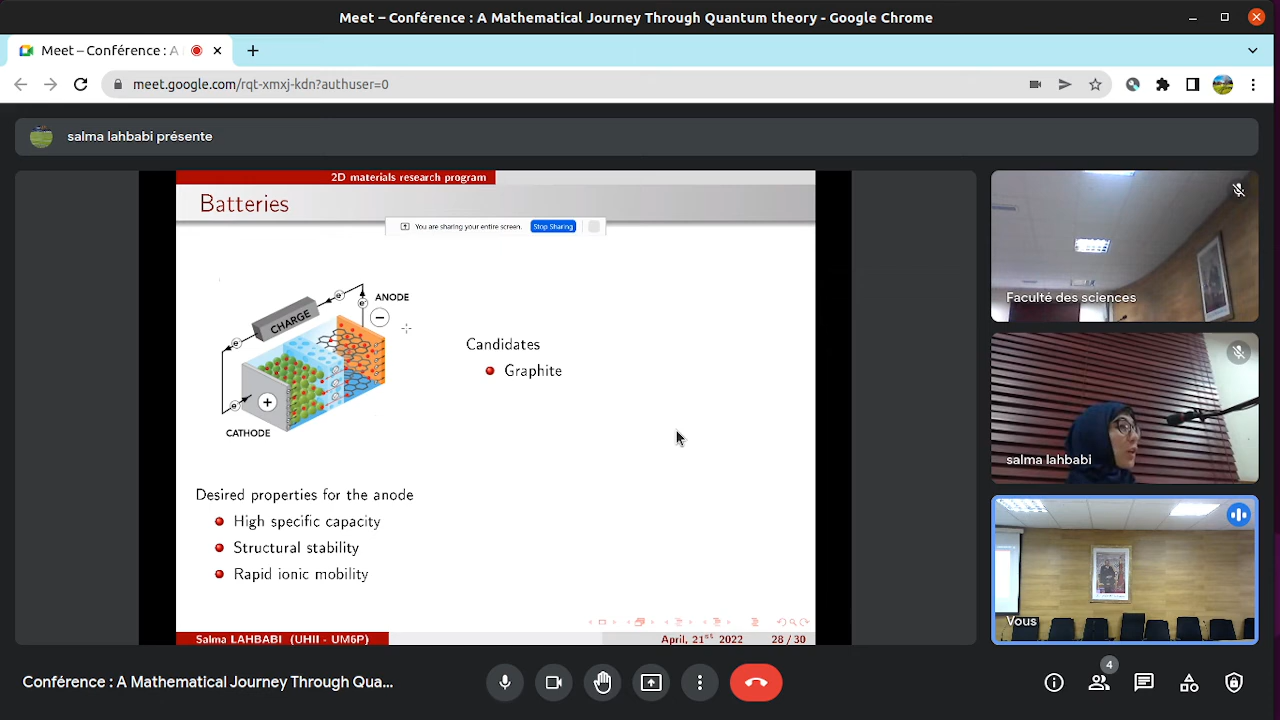 Meet – Conférence : A Mathematical Journey Through Quantum theory - Google Chrome
Meet – Conférence : A
meet.google.com/rqt-xmxj-kdn?authuser=0
salma lahbabi présente
2D materials research program
Batteries
You are sharing your entire screen.
Stop Sharing
ANODE
CHARGE
e
e
e
e
−
+
CATHODE
Candidates
Graphite
Desired properties for the anode
High specific capacity
Structural stability
Rapid ionic mobility
Salma LAHBABI (UHII - UM6P)
April, 21st 2022
28 / 30
Faculté des sciences
salma lahbabi
Vous
Conférence : A Mathematical Journey Through Qua...
4